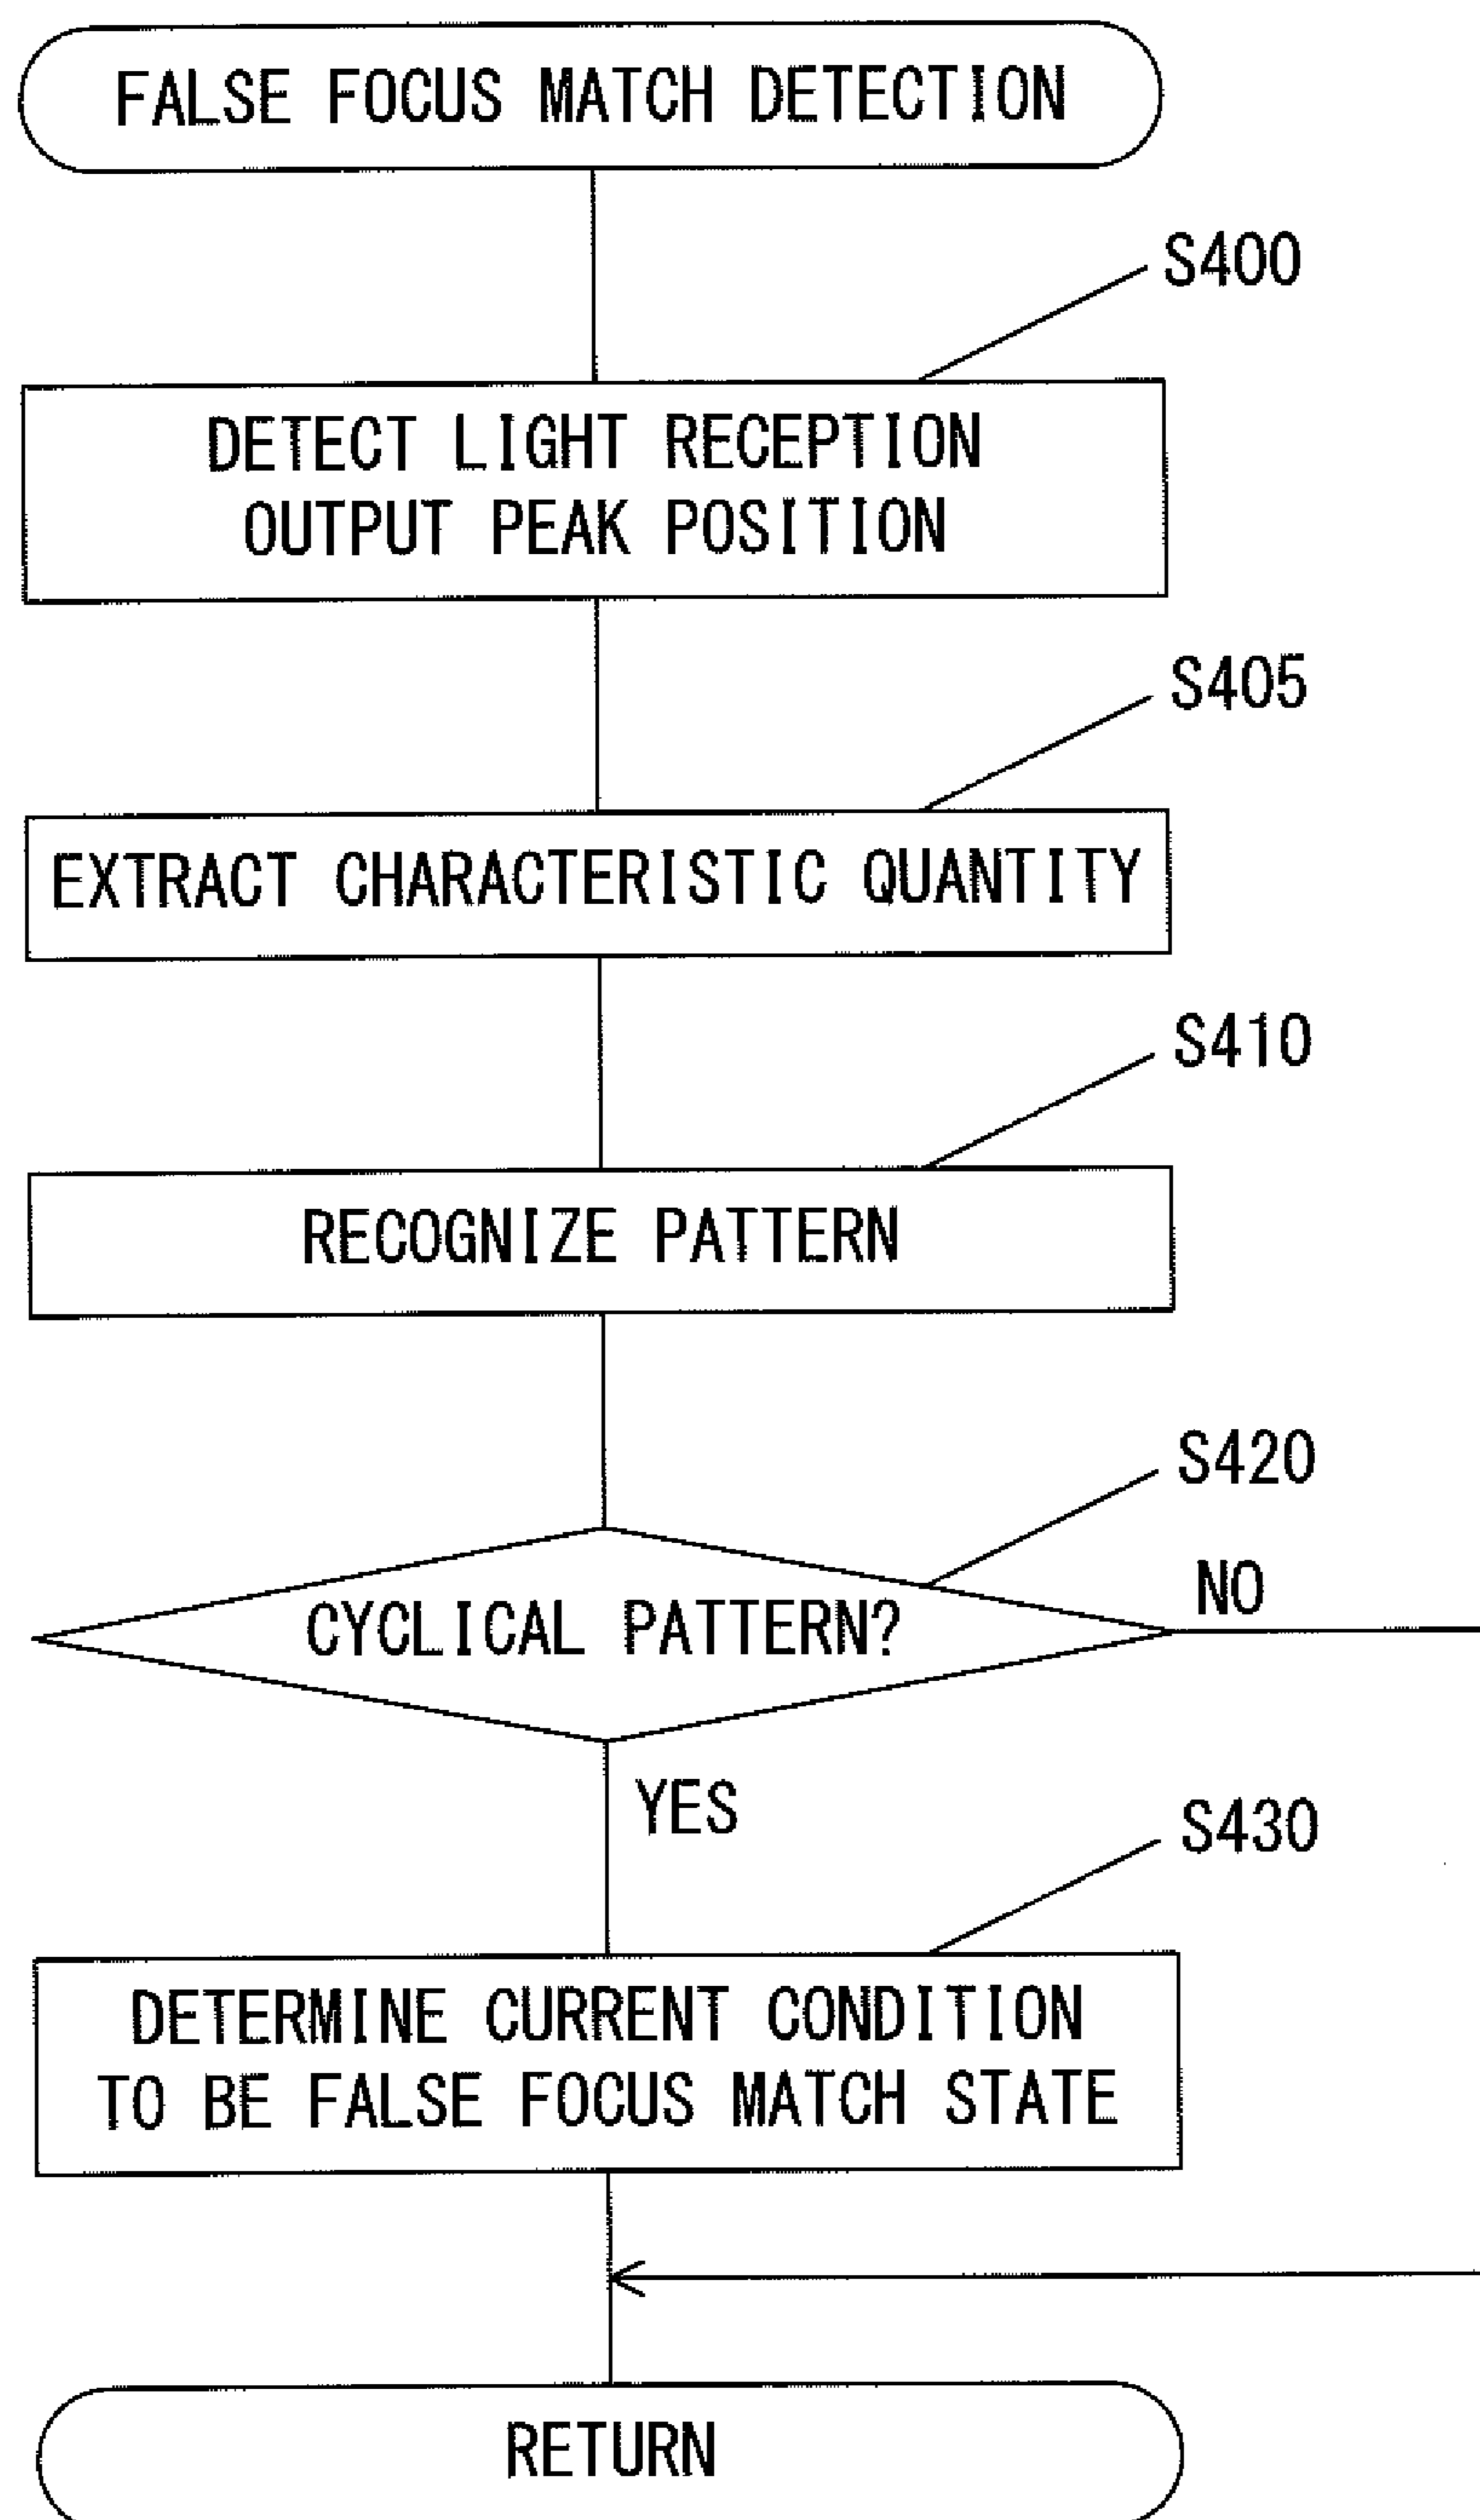 FALSE FOCUS MATCH DETECTION
S400
DETECT LIGHT RECEPTION
OUTPUT PEAK POSITION
S405
EXTRACT CHARACTERISTIC QUANTITY
S410
RECOGNIZE PATTERN
S420
CYCLICAL PATTERN?
NO
YES
S430
DETERMINE CURRENT CONDITION
TO BE FALSE FOCUS MATCH STATE
RETURN